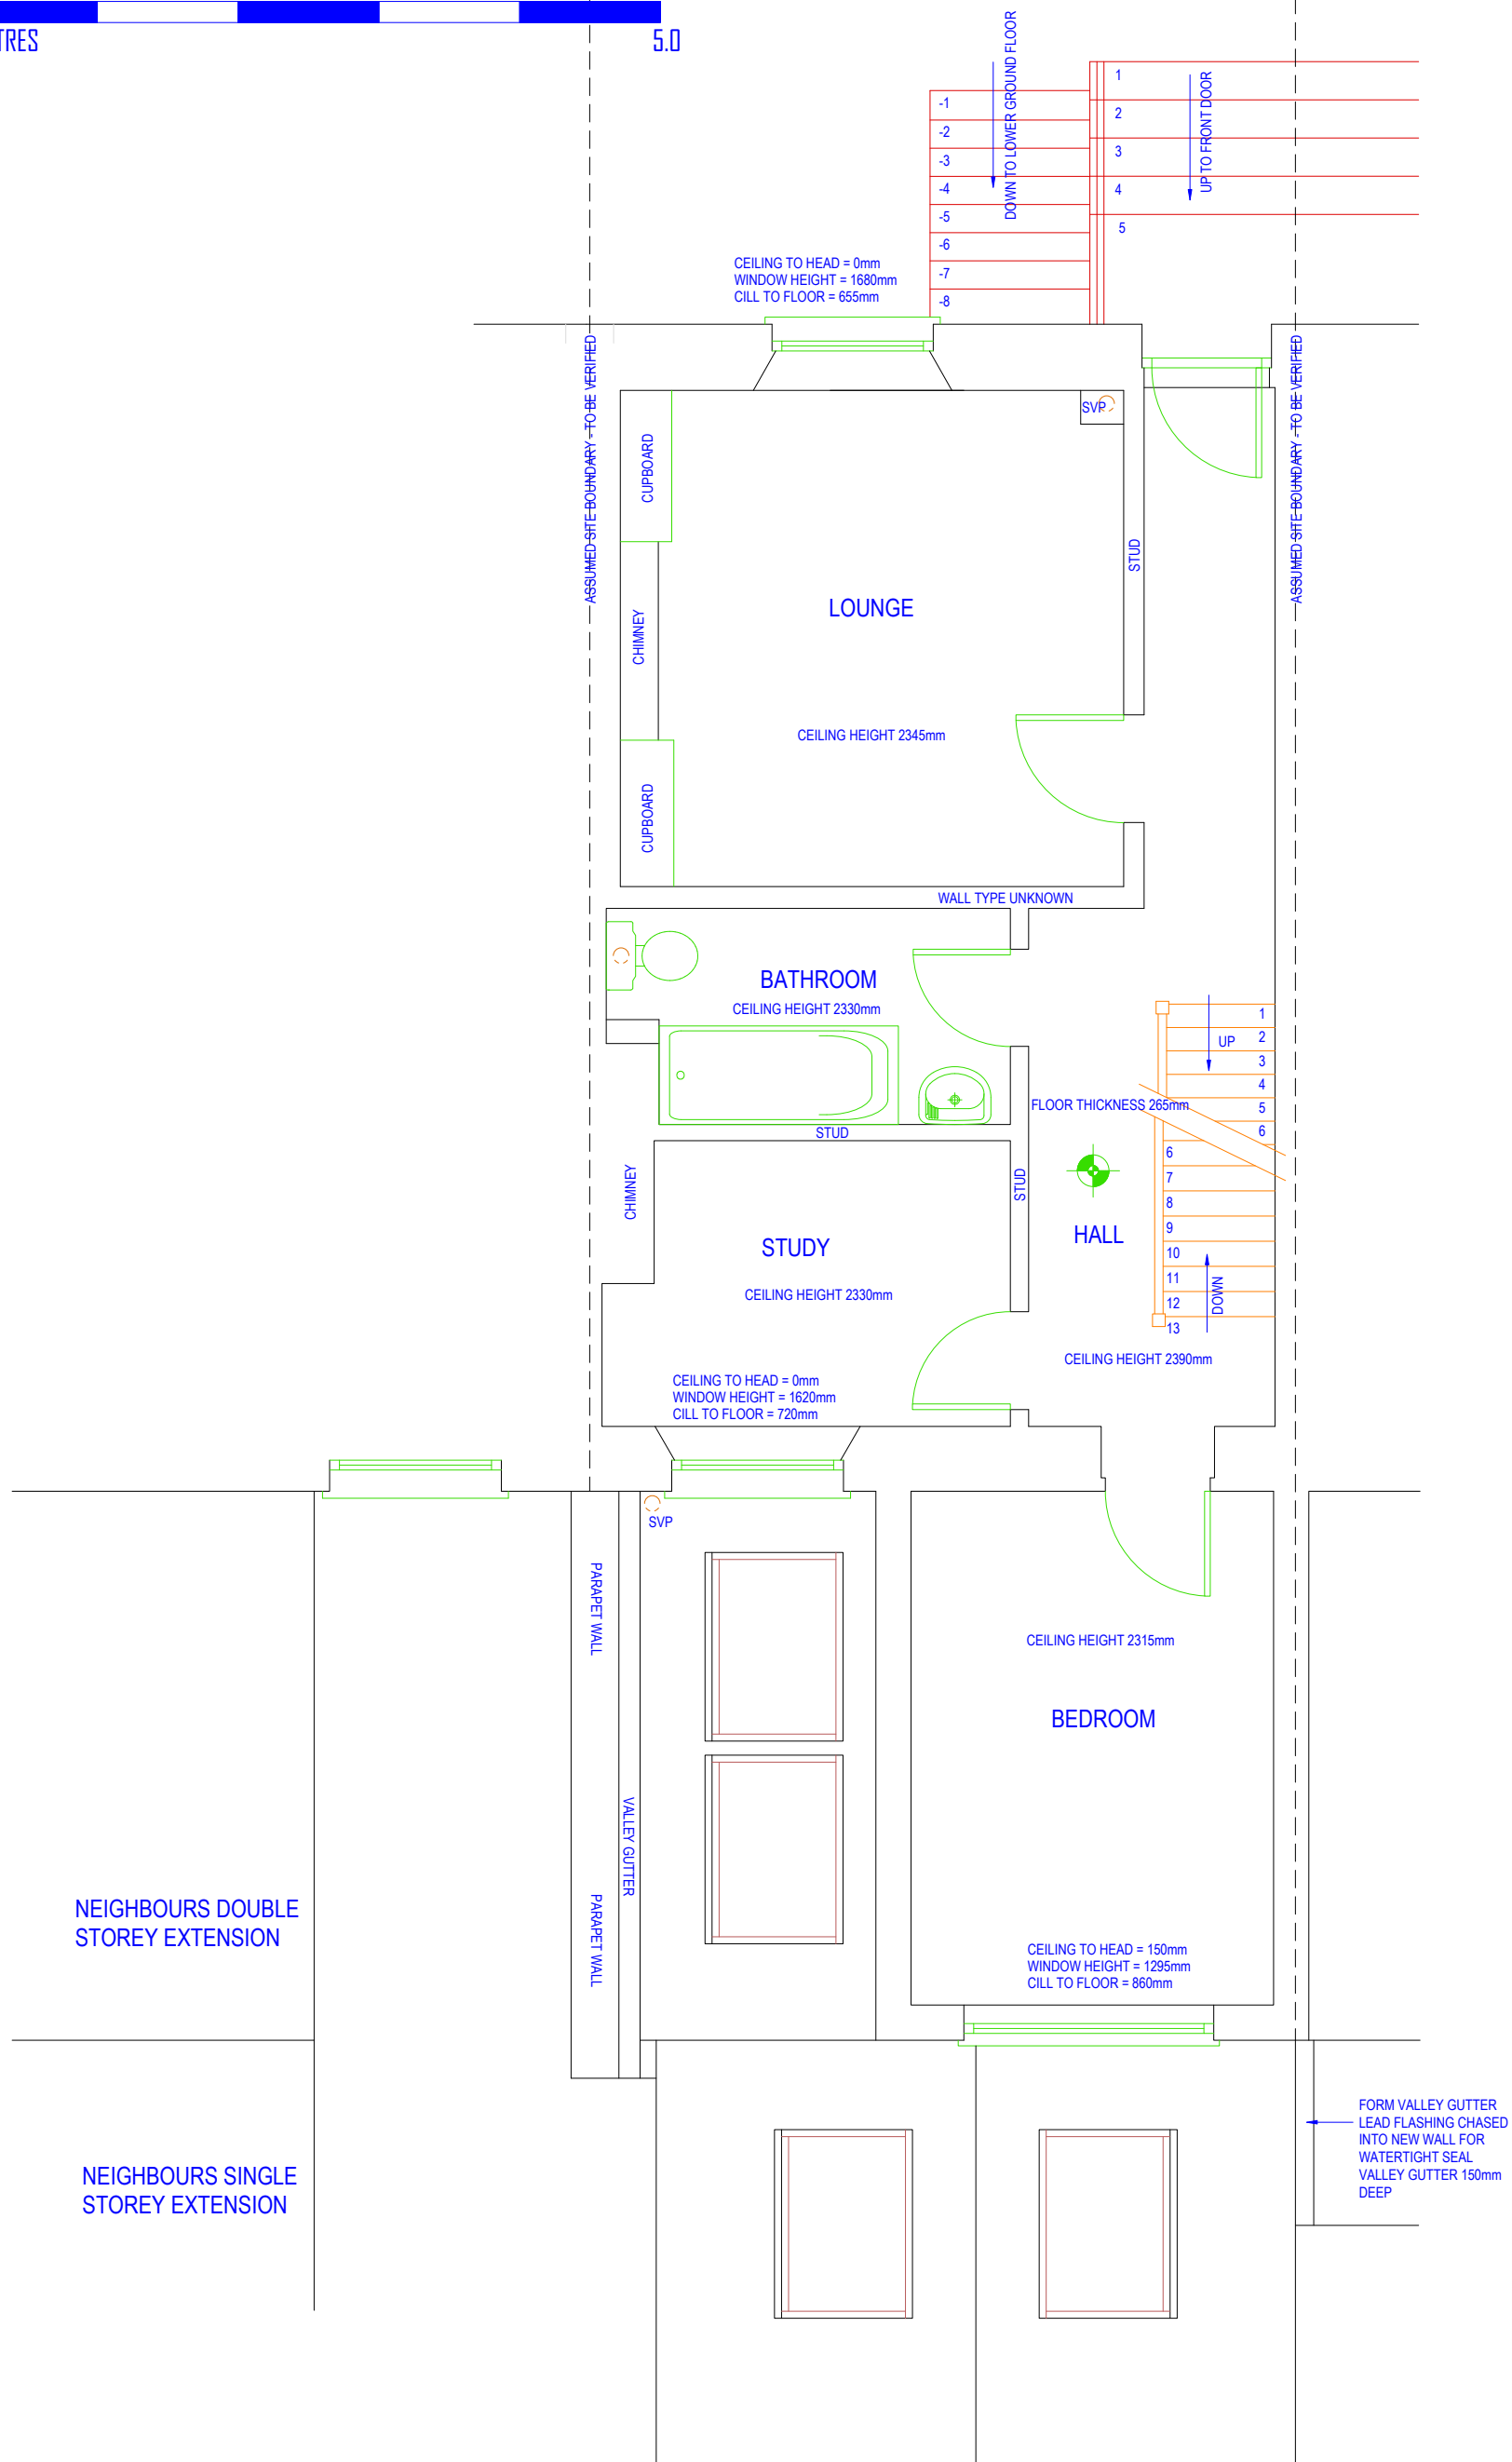 TRES
5.0
DOWN TO LOWER GROUND FLOOR
UP TO FRONT DOOR
1
2
3
4
5
-1
-2
-3
-4
-5
-6
-7
-8
CEILING TO HEAD = 0mm
WINDOW HEIGHT = 1680mm
CILL TO FLOOR = 655mm
ASSUMED SITE BOUNDARY - TO BE VERIFIED
ASSUMED SITE BOUNDARY - TO BE VERIFIED
SVP
CUPBOARD
STUD
LOUNGE
CHIMNEY
CEILING HEIGHT 2345mm
CUPBOARD
WALL TYPE UNKNOWN
BATHROOM
CEILING HEIGHT 2330mm
UP
1
2
3
4
5
6
FLOOR THICKNESS 265mm
STUD
CHIMNEY
STUD
6
7
8
9
10
11
12
13
DOWN
HALL
STUDY
CEILING HEIGHT 2330mm
CEILING HEIGHT 2390mm
CEILING TO HEAD = 0mm
WINDOW HEIGHT = 1620mm
CILL TO FLOOR = 720mm
SVP
PARAPET WALL
CEILING HEIGHT 2315mm
BEDROOM
VALLEY GUTTER
PARAPET WALL
NEIGHBOURS DOUBLE
STOREY EXTENSION
CEILING TO HEAD = 150mm
WINDOW HEIGHT = 1295mm
CILL TO FLOOR = 860mm
FORM VALLEY GUTTER
LEAD FLASHING CHASED
INTO NEW WALL FOR
WATERTIGHT SEAL
VALLEY GUTTER 150mm
DEEP
NEIGHBOURS SINGLE
STOREY EXTENSION